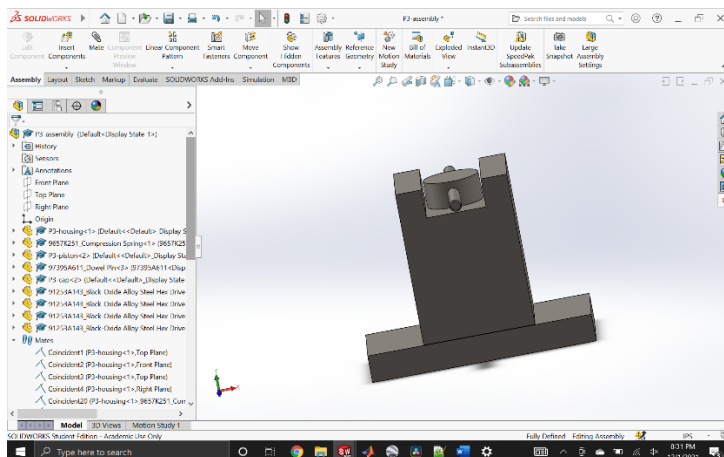 SOLIDWORKS
P3-assembly *
Search files and models
Edit Component
Insert Components
Mate
Component Preview Window
Linear Component Pattern
Smart Fasteners
Move Component
Show Hidden Components
Assembly Features
Reference Geometry
New Motion Study
Bill of Materials
Exploded View
Instant3D
Update SpeedPak Subassemblies
Take Snapshot
Large Assembly Settings
Assembly Layout Sketch Markup Evaluate SOLIDWORKS Add-Ins Simulation MBD
P3 assembly (Default<Display State 1>)
History
Sensors
Annotations
Front Plane
Top Plane
Right Plane
Origin
P3-housing<1> (Default<<Default> Display S
9657K251_Compression Spring<1> (9657K25
P3-piston<2> (Default<<Default>_Display Sta
97395A611_Dowel Pin<3> (97395A611<Disp
P3-cap<2> (Default<<Default>_Display State
91253A143_Black-Oxide Alloy Steel Hex Drive
91253A143_Black-Oxide Alloy Steel Hex Drive
91253A143_Black-Oxide Alloy Steel Hex Drive
91253A143_Black-Oxide Alloy Steel Hex Drive
Mates
Coincident1 (P3-housing<1>,Top Plane)
Coincident2 (P3-housing<1>,Front Plane)
Coincident3 (P3-housing<1>,Top Plane)
Coincident4 (P3-housing<1>,Right Plane)
Coincident20 (P3-housing<1>,9657K251_Com
Model 3D Views Motion Study 1
SOLIDWORKS Student Edition - Academic Use Only
Fully Defined Editing Assembly IPS
Type here to search
8:31 PM